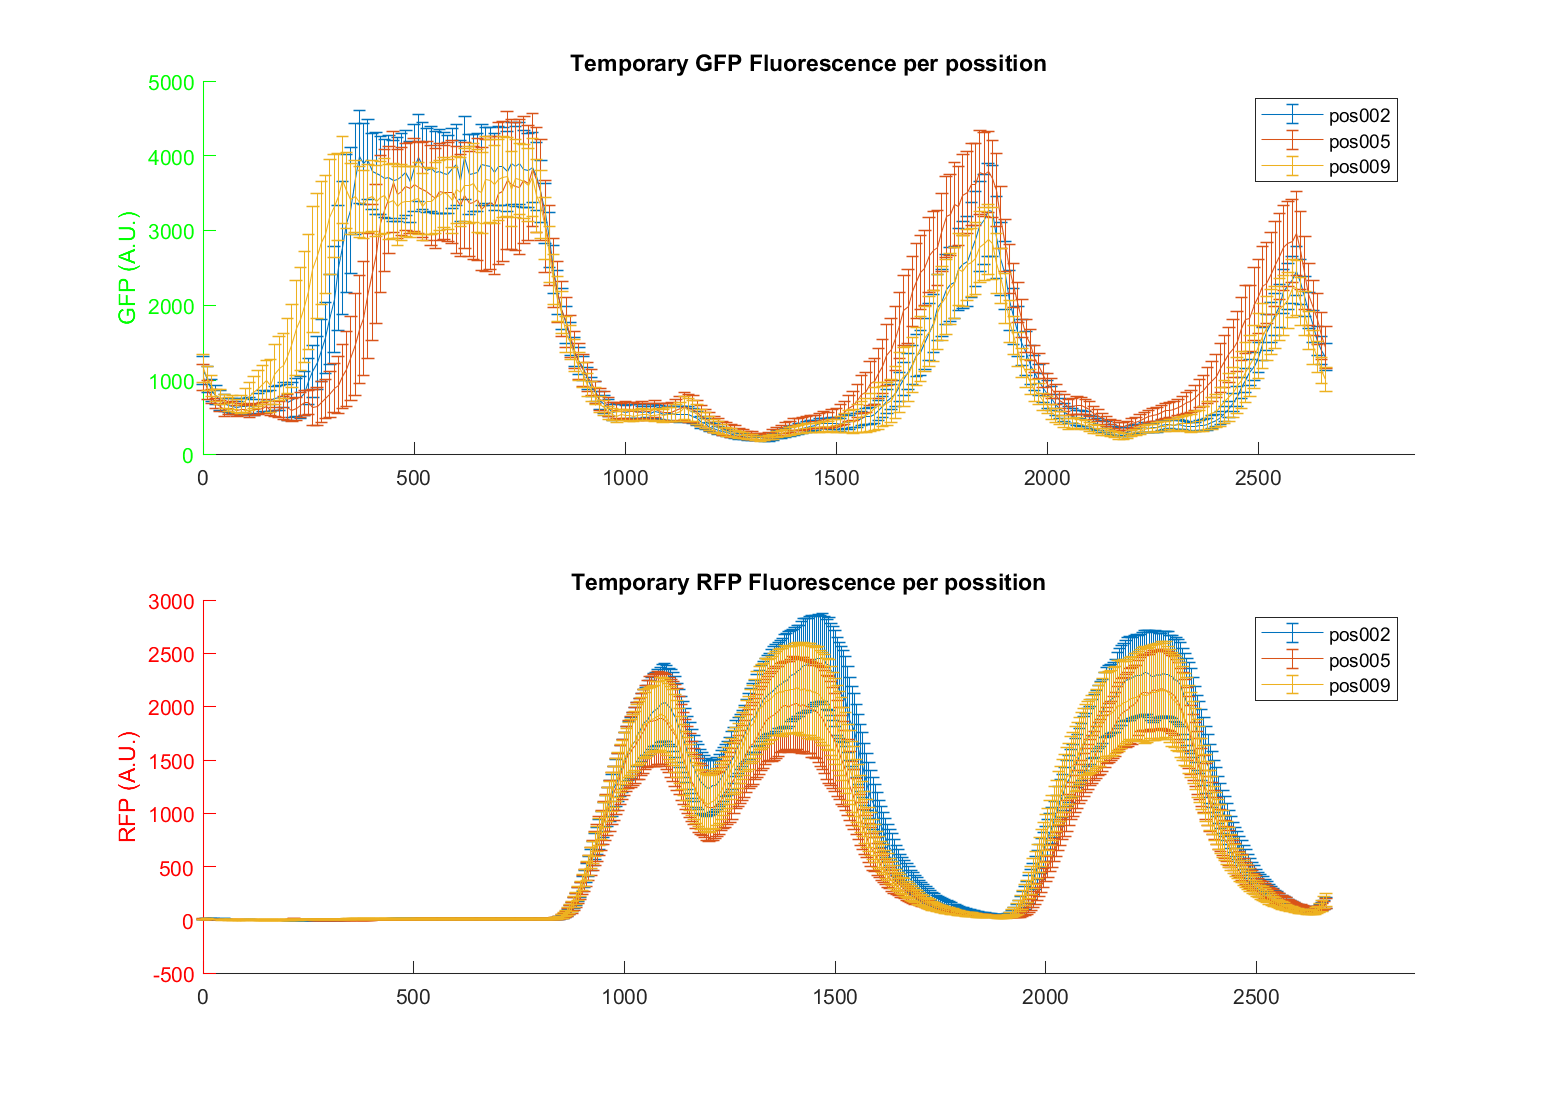 Temporary GFP Fluorescence per possition
5000
4000
3000
2000
1000
0
GFP (A.U.)
0 500 1000 1500 2000 2500
pos002
pos005
pos009
Temporary RFP Fluorescence per possition
3000
2500
2000
1500
1000
500
0
-500
RFP (A.U.)
0 500 1000 1500 2000 2500
pos002
pos005
pos009